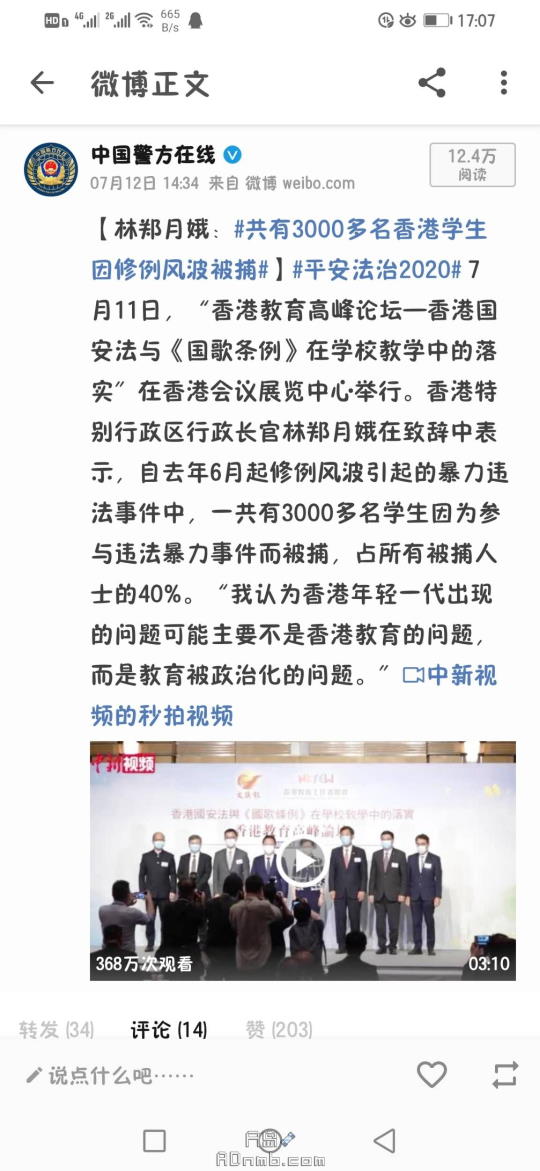 HD 4G 2G 665 B/s 17:07
微博正文
中国警方在线
12.4万
阅读
07月12日 14:34 来自 微博 weibo.com
【林郑月娥：#共有3000多名香港学生
因修例风波被捕#】#平安法治2020# 7
月11日，“香港教育高峰论坛—香港国
安法与《国歌条例》在学校教学中的落
实”在香港会议展览中心举行。香港特
别行政区行政长官林郑月娥在致辞中表
示，自去年6月起修例风波引起的暴力违
法事件中，一共有3000多名学生因为参
与违法暴力事件而被捕，占所有被捕人
士的40%。“我认为香港年轻一代出现
的问题可能主要不是香港教育的问题，
而是教育被政治化的问题。”中新视
频的秒拍视频
视频
文匯報
香港國安法與《國歌條例》在學校教學中的落實
香港教育高峰論
368万次观看
03:10
转发 (34) 评论 (14) 赞 (203)
说点什么吧……
A岛
ADnmb.com